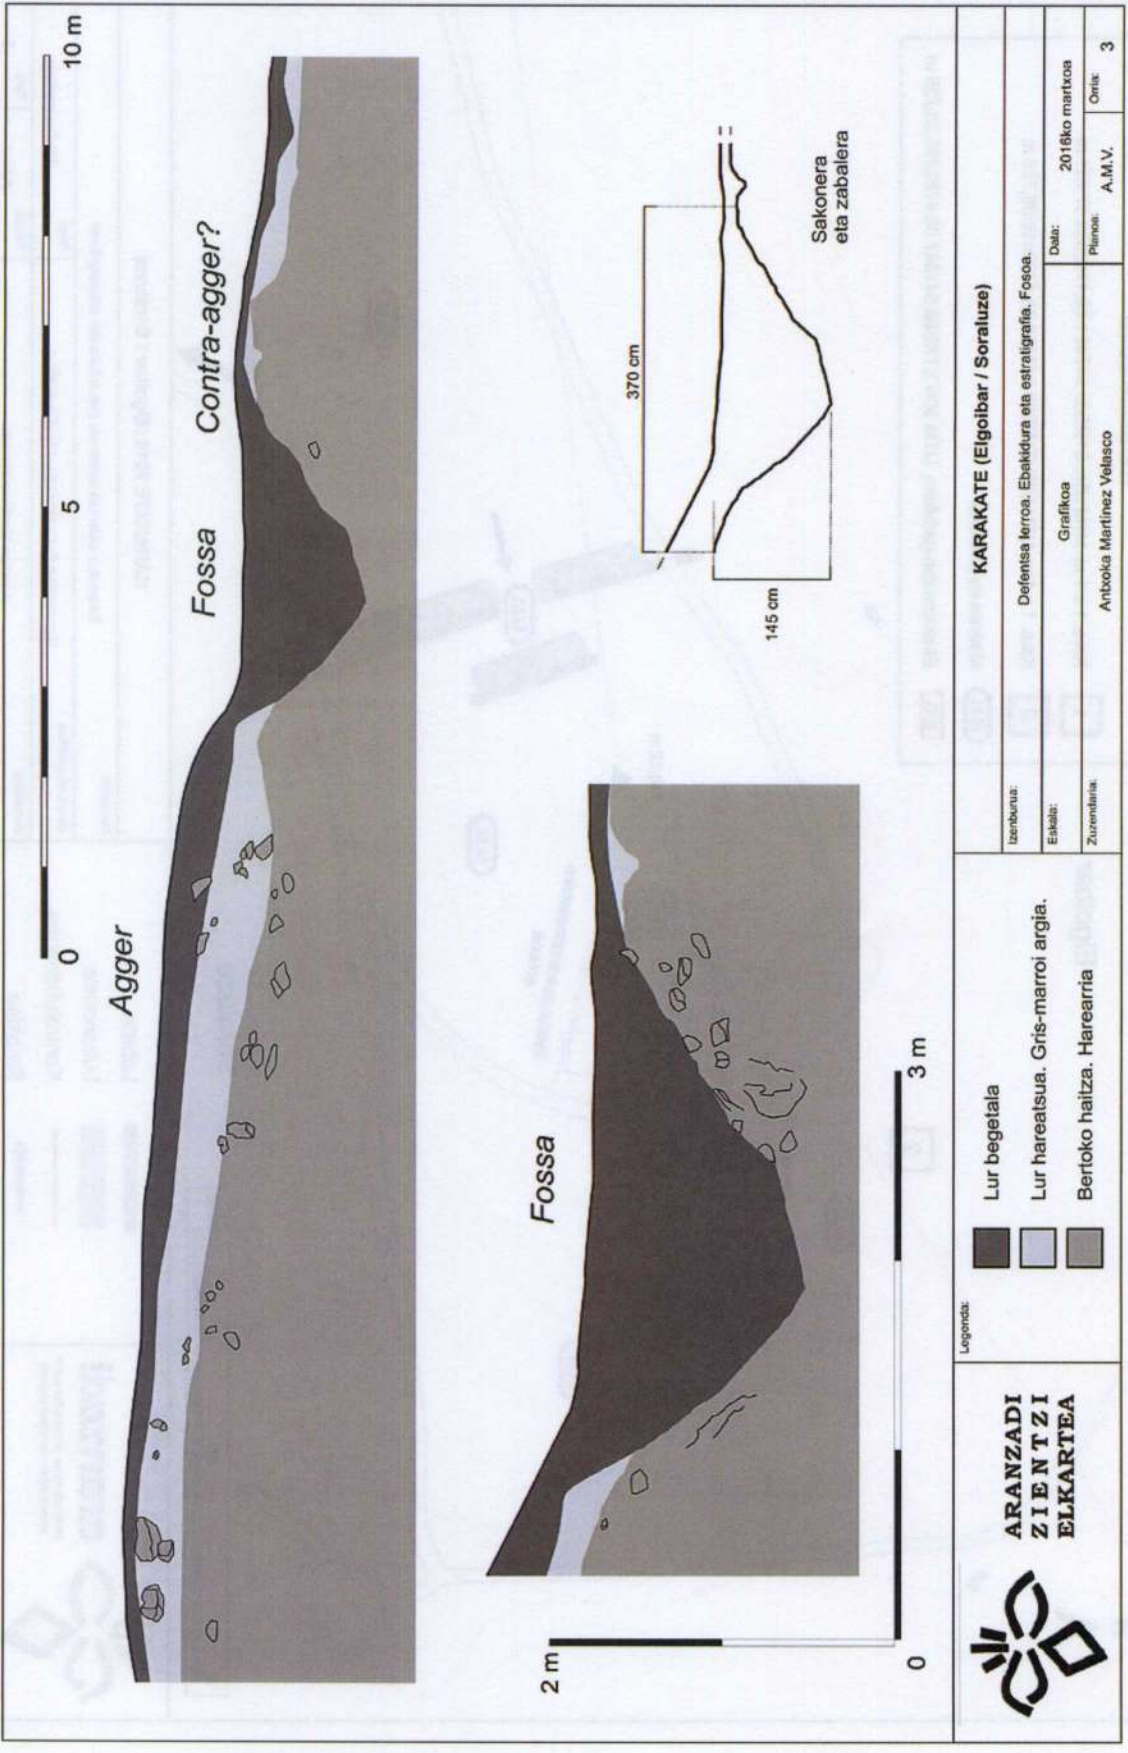 0
5
10 m
Agger
Fossa
Contra-agger?
Fossa
2 m
0
3 m
370 cm
145 cm
Sakonera
eta zabalera
ARANZADI
ZIENTZI
ELKARTEA
Legenda:
Lur begetala
Lur hareatsua. Gris-marroi argia.
Bertoko haitza. Harearria
KARAKATE (Elgoibar / Soraluze)
Izenburua:
Defentsa lerroa. Ebakidura eta estratigrafia. Fosoa.
Eskala:
Grafikoa
Data:
2016ko martxoa
Zuzendaria:
Antxoka Martinez Velasco
Planoa:
A.M.V.
Orria:
3